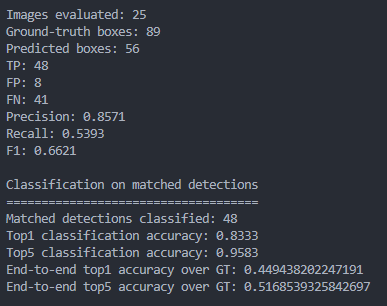 Images evaluated: 25
Ground-truth boxes: 89
Predicted boxes: 56
TP: 48
FP: 8
FN: 41
Precision: 0.8571
Recall: 0.5393
F1: 0.6621

Classification on matched detections
====================================
Matched detections classified: 48
Top1 classification accuracy: 0.8333
Top5 classification accuracy: 0.9583
End-to-end top1 accuracy over GT: 0.449438202247191
End-to-end top5 accuracy over GT: 0.5168539325842697